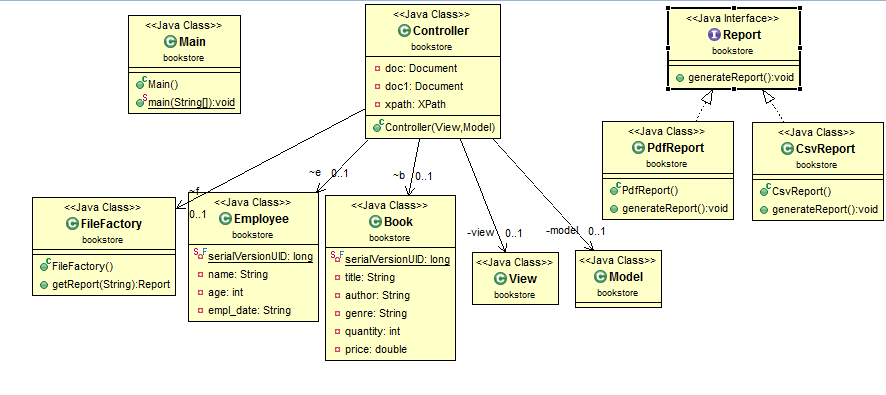 <<Java Class>>
Main
bookstore
Main()
main(String[]):void
<<Java Class>>
Controller
bookstore
doc: Document
doc1: Document
xpath: XPath
Controller(View,Model)
<<Java Interface>>
Report
bookstore
generateReport():void
<<Java Class>>
PdfReport
bookstore
PdfReport()
generateReport():void
<<Java Class>>
CsvReport
bookstore
CsvReport()
generateReport():void
~f
0..1
~e 0..1
~b 0..1
-view 0..1
-model 0..1
<<Java Class>>
FileFactory
bookstore
FileFactory()
getReport(String):Report
<<Java Class>>
Employee
bookstore
serialVersionUID: long
name: String
age: int
empl_date: String
<<Java Class>>
Book
bookstore
serialVersionUID: long
title: String
author: String
genre: String
quantity: int
price: double
<<Java Class>>
View
bookstore
<<Java Class>>
Model
bookstore